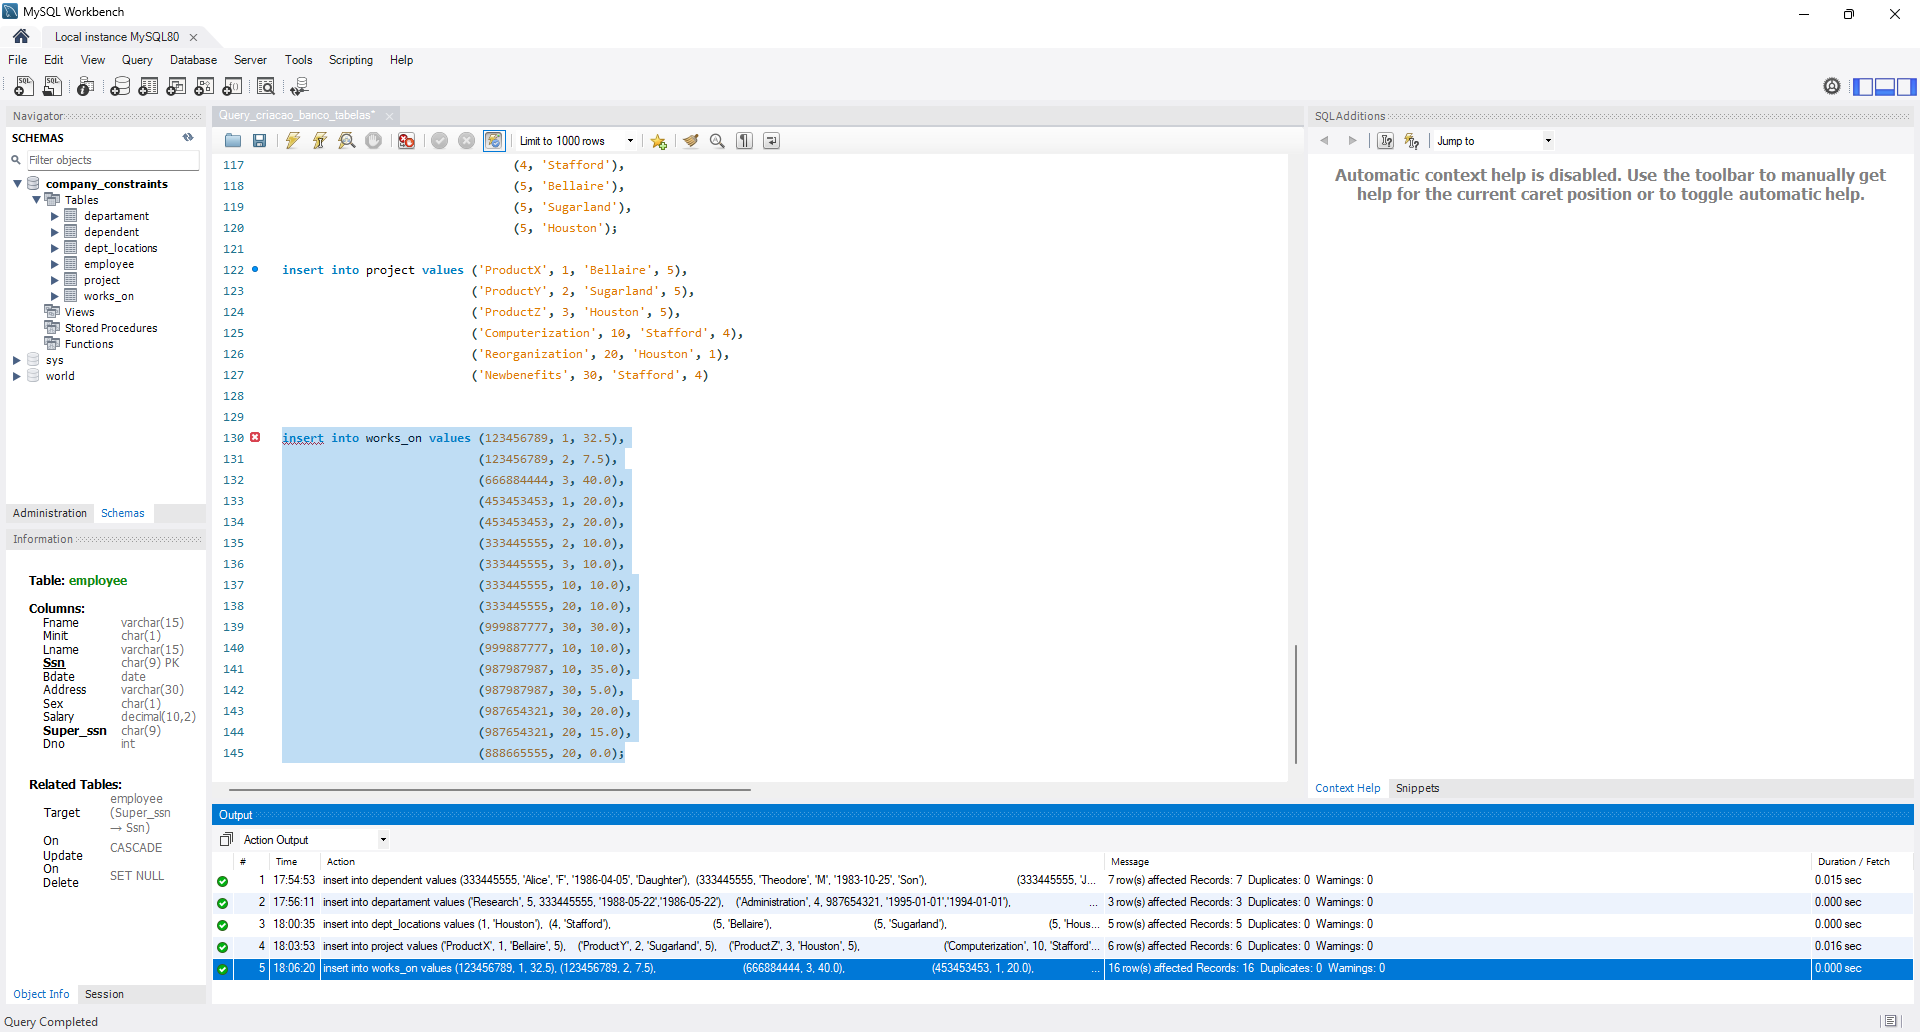 MySQL Workbench
Local instance MySQL80
File Edit View Query Database Server Tools Scripting Help
Navigator
SCHEMAS
Filter objects
company_constraints
Tables
departament
dependent
dept_locations
employee
project
works_on
Views
Stored Procedures
Functions
sys
world
Administration Schemas
Information
Table: employee
Columns:
Fname varchar(15)
Minit char(1)
Lname varchar(15)
Ssn char(9) PK
Bdate date
Address varchar(30)
Sex char(1)
Salary decimal(10,2)
Super_ssn char(9)
Dno int
Related Tables:
Target employee (Super_ssn → Ssn)
On Update CASCADE
On Delete SET NULL
Object Info Session
Query_criacao_banco_tabelas*
Limit to 1000 rows
117 (4, 'Stafford'),
118 (5, 'Bellaire'),
119 (5, 'Sugarland'),
120 (5, 'Houston');
121
122 insert into project values ('ProductX', 1, 'Bellaire', 5),
123 ('ProductY', 2, 'Sugarland', 5),
124 ('ProductZ', 3, 'Houston', 5),
125 ('Computerization', 10, 'Stafford', 4),
126 ('Reorganization', 20, 'Houston', 1),
127 ('Newbenefits', 30, 'Stafford', 4)
128
129
130 insert into works_on values (123456789, 1, 32.5),
131 (123456789, 2, 7.5),
132 (666884444, 3, 40.0),
133 (453453453, 1, 20.0),
134 (453453453, 2, 20.0),
135 (333445555, 2, 10.0),
136 (333445555, 3, 10.0),
137 (333445555, 10, 10.0),
138 (333445555, 20, 10.0),
139 (999887777, 30, 30.0),
140 (999887777, 10, 10.0),
141 (987987987, 10, 35.0),
142 (987987987, 30, 5.0),
143 (987654321, 30, 20.0),
144 (987654321, 20, 15.0),
145 (888665555, 20, 0.0);
SQLAdditions
Jump to
Automatic context help is disabled. Use the toolbar to manually get
help for the current caret position or to toggle automatic help.
Context Help Snippets
Output
Action Output
# Time Action Message Duration / Fetch
1 17:54:53 insert into dependent values (333445555, 'Alice', 'F', '1986-04-05', 'Daughter'), (333445555, 'Theodore', 'M', '1983-10-25', 'Son'), (333445555, 'J... 7 row(s) affected Records: 7 Duplicates: 0 Warnings: 0 0.015 sec
2 17:56:11 insert into departament values ('Research', 5, 333445555, '1988-05-22','1986-05-22'), ('Administration', 4, 987654321, '1995-01-01','1994-01-01'), ... 3 row(s) affected Records: 3 Duplicates: 0 Warnings: 0 0.000 sec
3 18:00:35 insert into dept_locations values (1, 'Houston'), (4, 'Stafford'), (5, 'Bellaire'), (5, 'Sugarland'), (5, 'Hous... 5 row(s) affected Records: 5 Duplicates: 0 Warnings: 0 0.000 sec
4 18:03:53 insert into project values ('ProductX', 1, 'Bellaire', 5), ('ProductY', 2, 'Sugarland', 5), ('ProductZ', 3, 'Houston', 5), ('Computerization', 10, 'Stafford'... 6 row(s) affected Records: 6 Duplicates: 0 Warnings: 0 0.016 sec
5 18:06:20 insert into works_on values (123456789, 1, 32.5), (123456789, 2, 7.5), (666884444, 3, 40.0), (453453453, 1, 20.0), ... 16 row(s) affected Records: 16 Duplicates: 0 Warnings: 0 0.000 sec
Query Completed